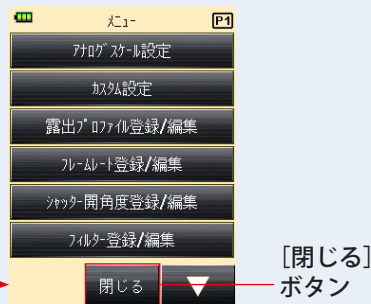 メニュー P1
アナログスケール設定
カスタム設定
露出プロファイル登録/編集
フレームレート登録/編集
シャッター開角度登録/編集
フィルター登録/編集
閉じる
[閉じる]
ボタン